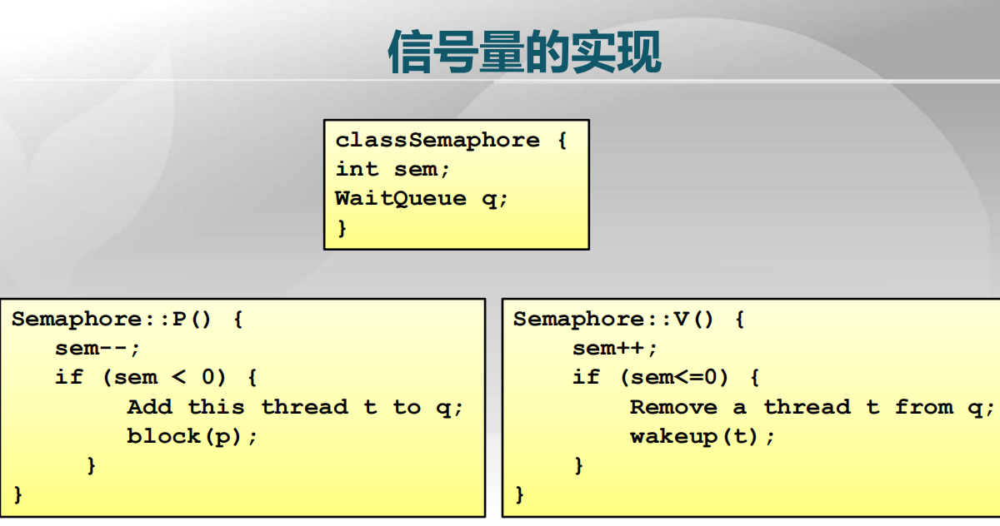 信号量的实现
classSemaphore {
int sem;
WaitQueue q;
}
Semaphore::P() {
sem--;
if (sem < 0) {
Add this thread t to q;
block(p);
}
}
Semaphore::V() {
sem++;
if (sem<=0) {
Remove a thread t from q;
wakeup(t);
}
}